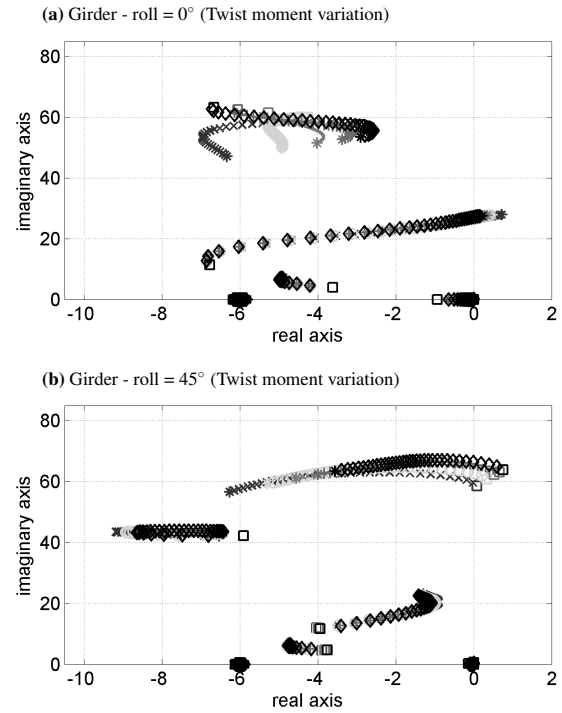 (a) Girder - roll = 0° (Twist moment variation)
80
60
40
20
0
imaginary axis
-10 -8 -6 -4 -2 0 2
real axis
(b) Girder - roll = 45° (Twist moment variation)
80
60
40
20
0
imaginary axis
-10 -8 -6 -4 -2 0 2
real axis